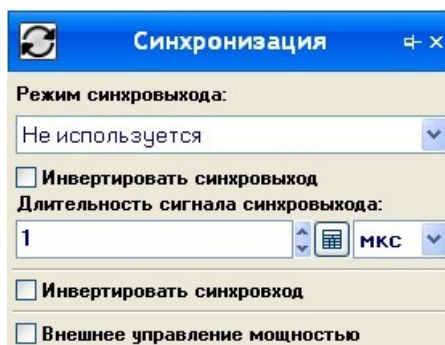 Синхронизация
Режим синхровыхода:
Не используется
Инвертировать синхровыход
Длительность сигнала синхровыхода:
1 мкс
Инвертировать синхровход
Внешнее управление мощностью